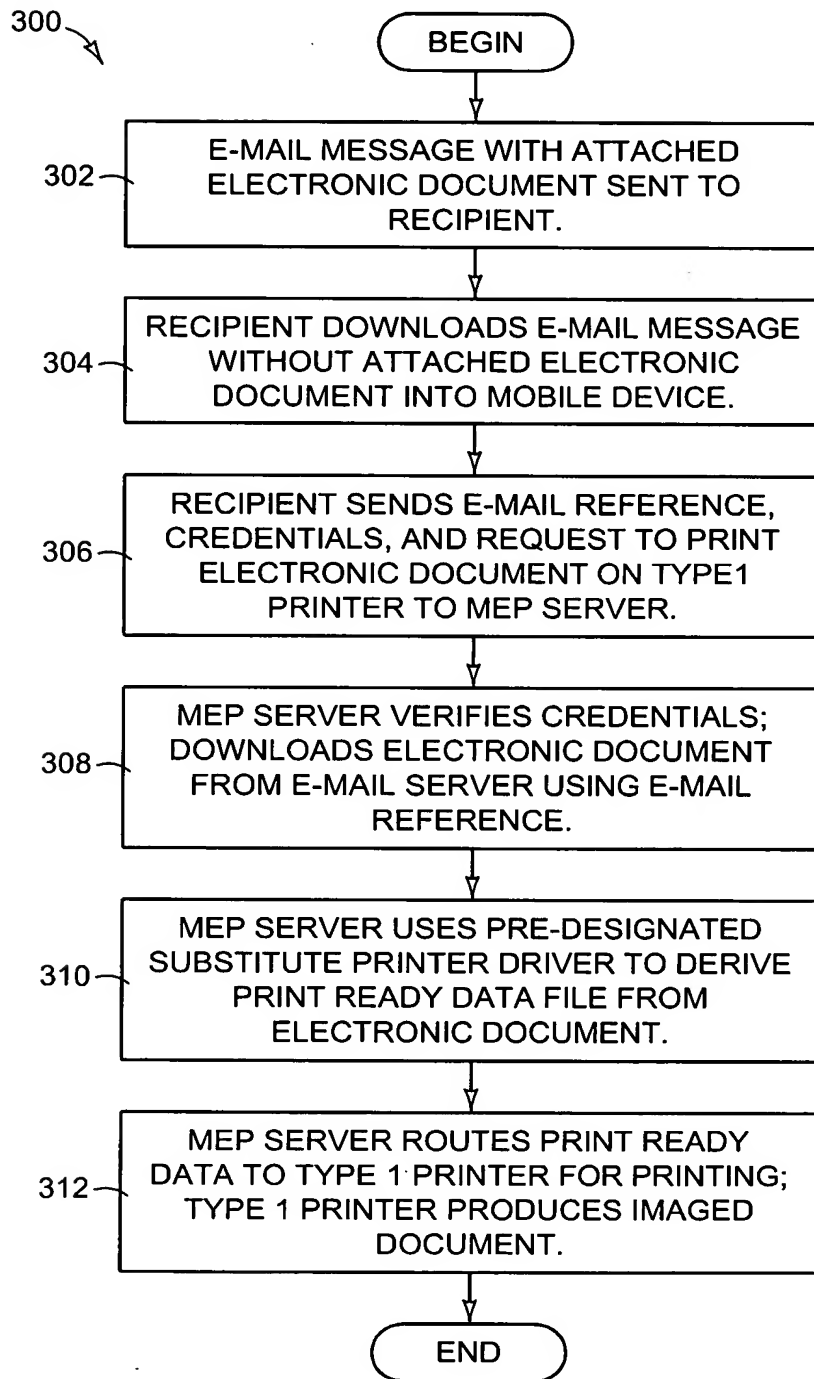 300
BEGIN
302
E-MAIL MESSAGE WITH ATTACHED
ELECTRONIC DOCUMENT SENT TO
RECIPIENT.
304
RECIPIENT DOWNLOADS E-MAIL MESSAGE
WITHOUT ATTACHED ELECTRONIC
DOCUMENT INTO MOBILE DEVICE.
306
RECIPIENT SENDS E-MAIL REFERENCE,
CREDENTIALS, AND REQUEST TO PRINT
ELECTRONIC DOCUMENT ON TYPE1
PRINTER TO MEP SERVER.
308
MEP SERVER VERIFIES CREDENTIALS;
DOWNLOADS ELECTRONIC DOCUMENT
FROM E-MAIL SERVER USING E-MAIL
REFERENCE.
310
MEP SERVER USES PRE-DESIGNATED
SUBSTITUTE PRINTER DRIVER TO DERIVE
PRINT READY DATA FILE FROM
ELECTRONIC DOCUMENT.
312
MEP SERVER ROUTES PRINT READY
DATA TO TYPE 1 PRINTER FOR PRINTING;
TYPE 1 PRINTER PRODUCES IMAGED
DOCUMENT.
END